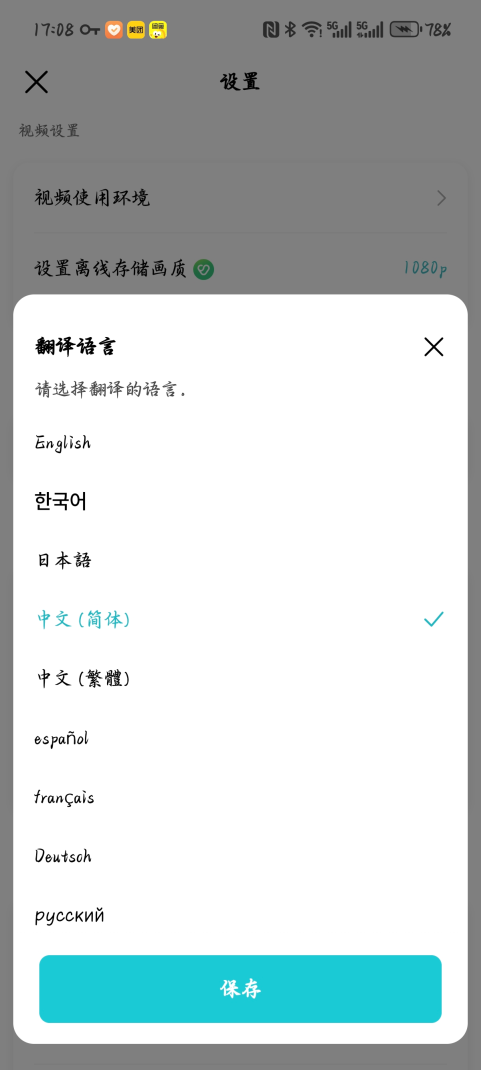 17:08
美团
5G
5G
78%
设置
视频设置
视频使用环境
设置离线存储画质
1080p
翻译语言
请选择翻译的语言.
English
한국어
日本語
中文 (简体)
中文 (繁體)
español
français
Deutsch
русский
保存